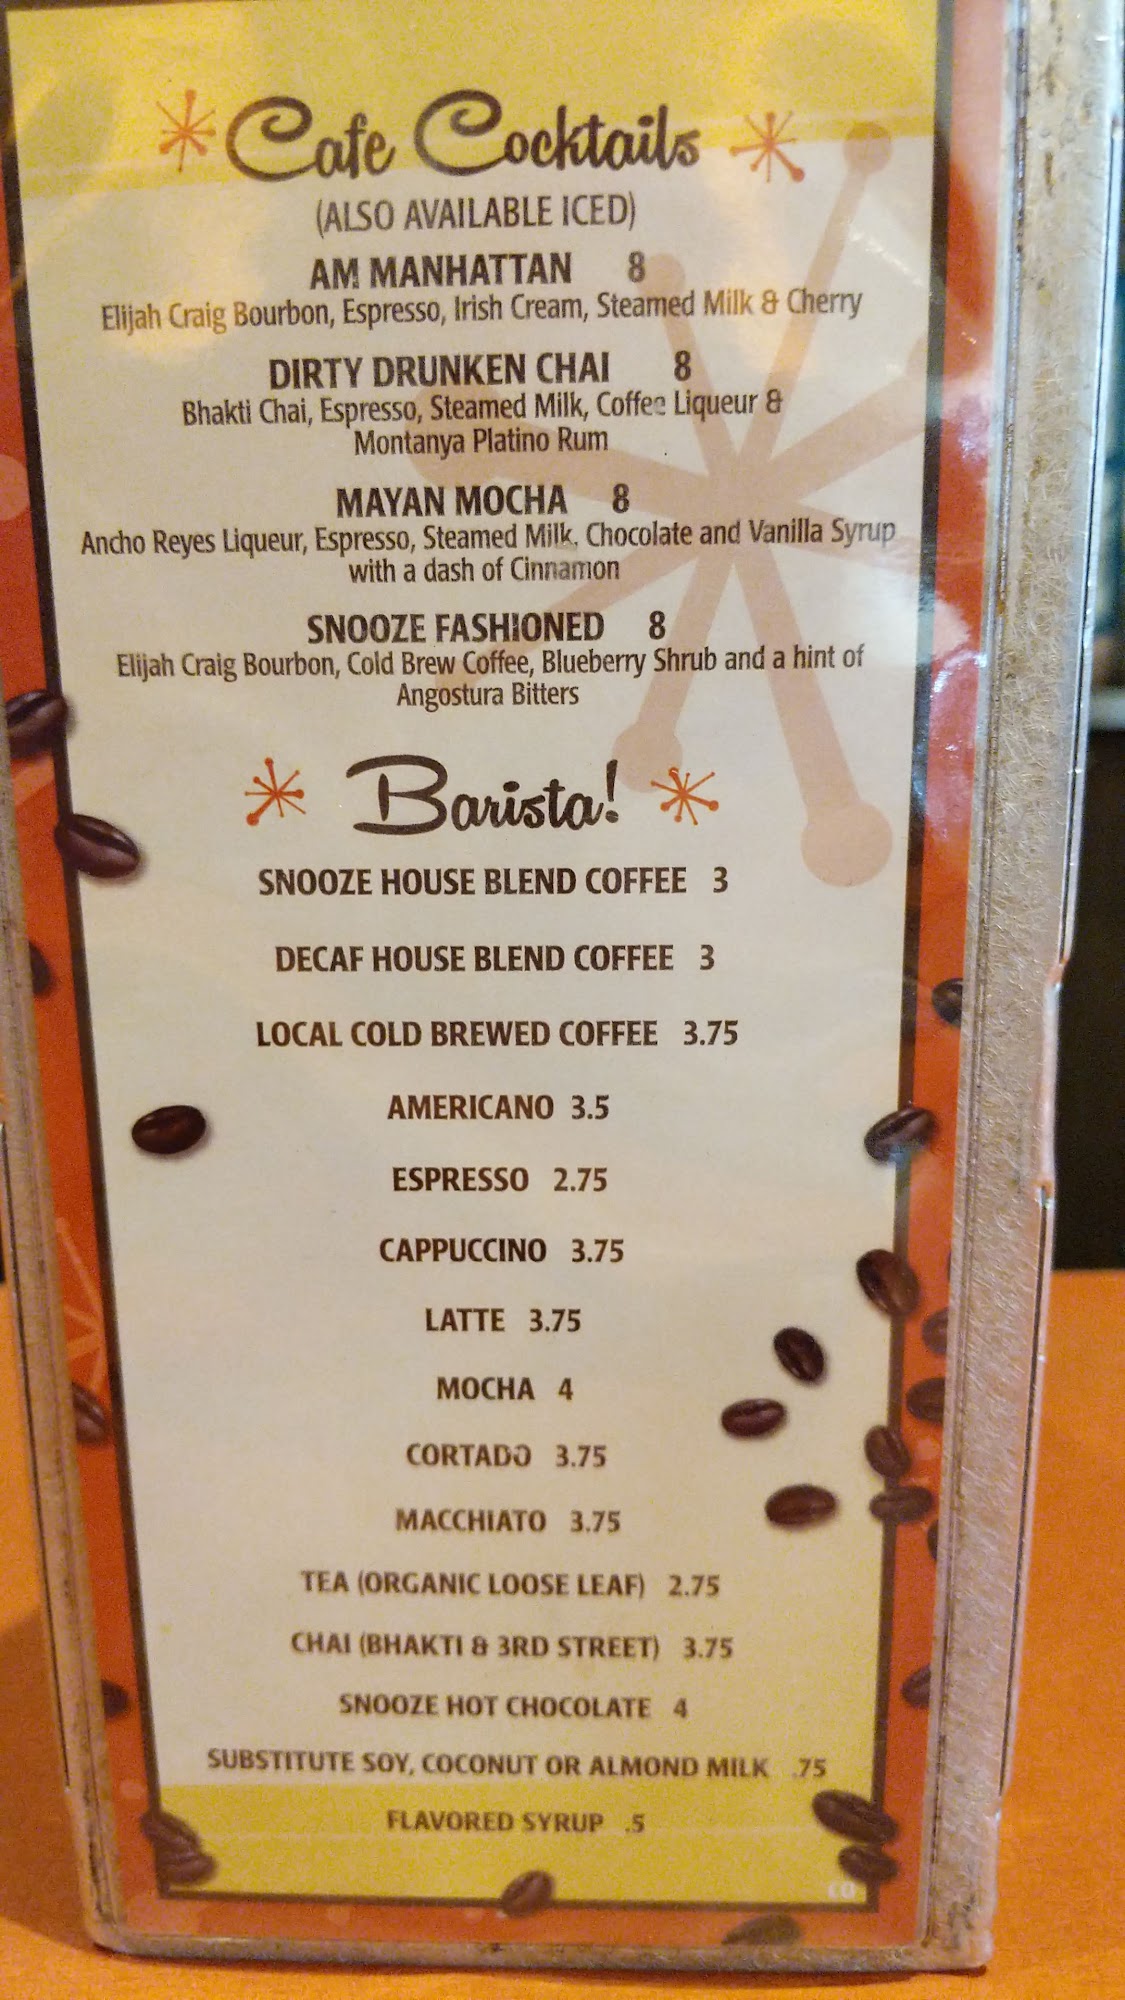 Cafe Cocktails
(ALSO AVAILABLE ICED)
AM MANHATTAN 8
Elijah Craig Bourbon, Espresso, Irish Cream, Steamed Milk & Cherry
DIRTY DRUNKEN CHAI 8
Bhakti Chai, Espresso, Steamed Milk, Coffee Liqueur &
Montanya Platino Rum
MAYAN MOCHA 8
Ancho Reyes Liqueur, Espresso, Steamed Milk, Chocolate and Vanilla Syrup
with a dash of Cinnamon
SNOOZE FASHIONED 8
Elijah Craig Bourbon, Cold Brew Coffee, Blueberry Shrub and a hint of
Angostura Bitters
Barista!
SNOOZE HOUSE BLEND COFFEE 3
DECAF HOUSE BLEND COFFEE 3
LOCAL COLD BREWED COFFEE 3.75
AMERICANO 3.5
ESPRESSO 2.75
CAPPUCCINO 3.75
LATTE 3.75
MOCHA 4
CORTADO 3.75
MACCHIATO 3.75
TEA (ORGANIC LOOSE LEAF) 2.75
CHAI (BHAKTI & 3RD STREET) 3.75
SNOOZE HOT CHOCOLATE 4
SUBSTITUTE SOY, COCONUT OR ALMOND MILK .75
FLAVORED SYRUP .5
CO